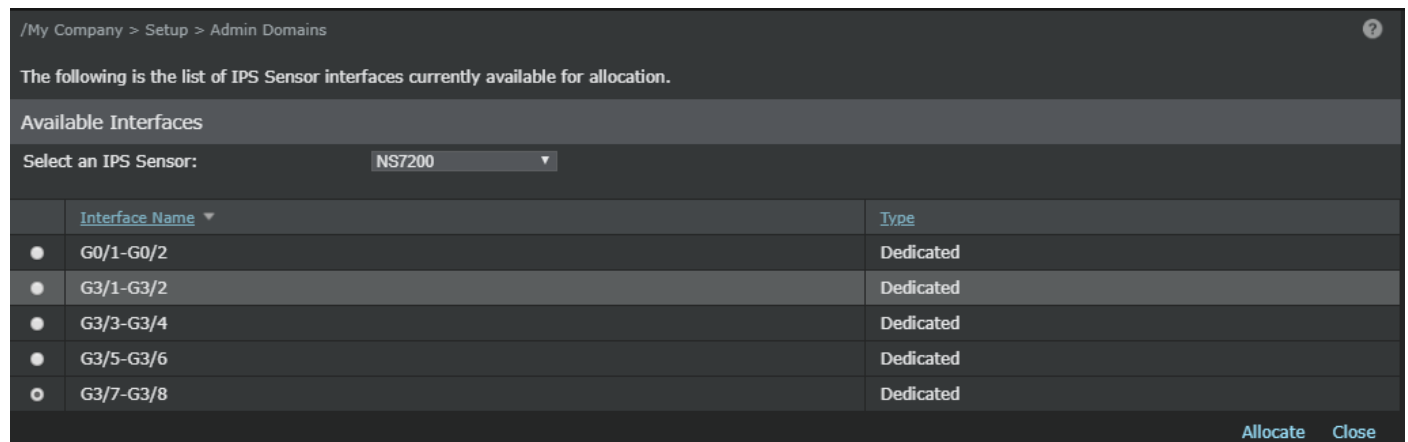 /My Company > Setup > Admin Domains ?
The following is the list of IPS Sensor interfaces currently available for allocation.
Available Interfaces
Select an IPS Sensor: NS7200
Interface Name Type
G0/1-G0/2 Dedicated
G3/1-G3/2 Dedicated
G3/3-G3/4 Dedicated
G3/5-G3/6 Dedicated
G3/7-G3/8 Dedicated
Allocate Close